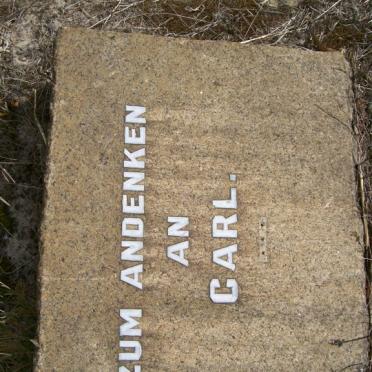 ZUM ANDENKEN
AN
CARL.